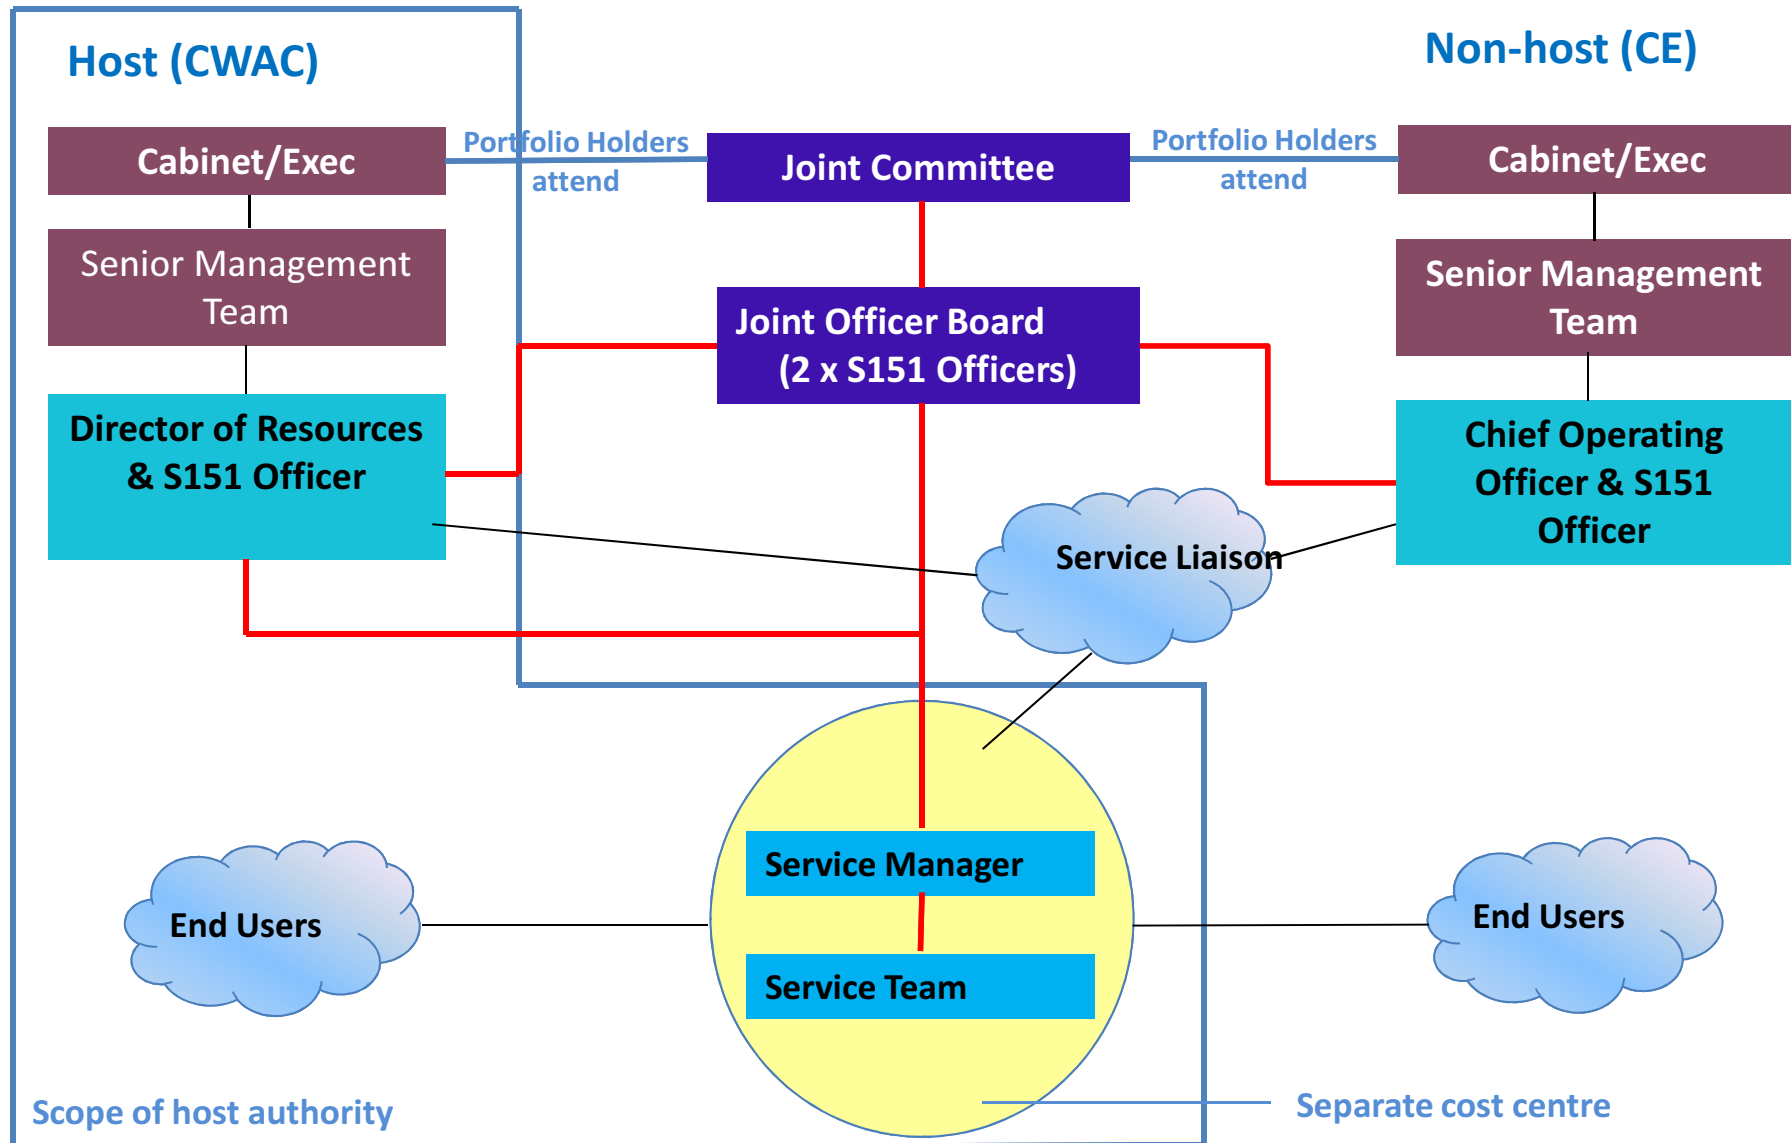 Host (CWAC)
Non-host (CE)
Cabinet/Exec
Portfolio Holders
attend
Joint Committee
Portfolio Holders
attend
Cabinet/Exec
Senior Management
Team
Joint Officer Board
(2 x S151 Officers)
Senior Management
Team
Director of Resources
& S151 Officer
Chief Operating
Officer & S151
Officer
Service Liaison
Service Manager
End Users
End Users
Service Team
Scope of host authority
Separate cost centre